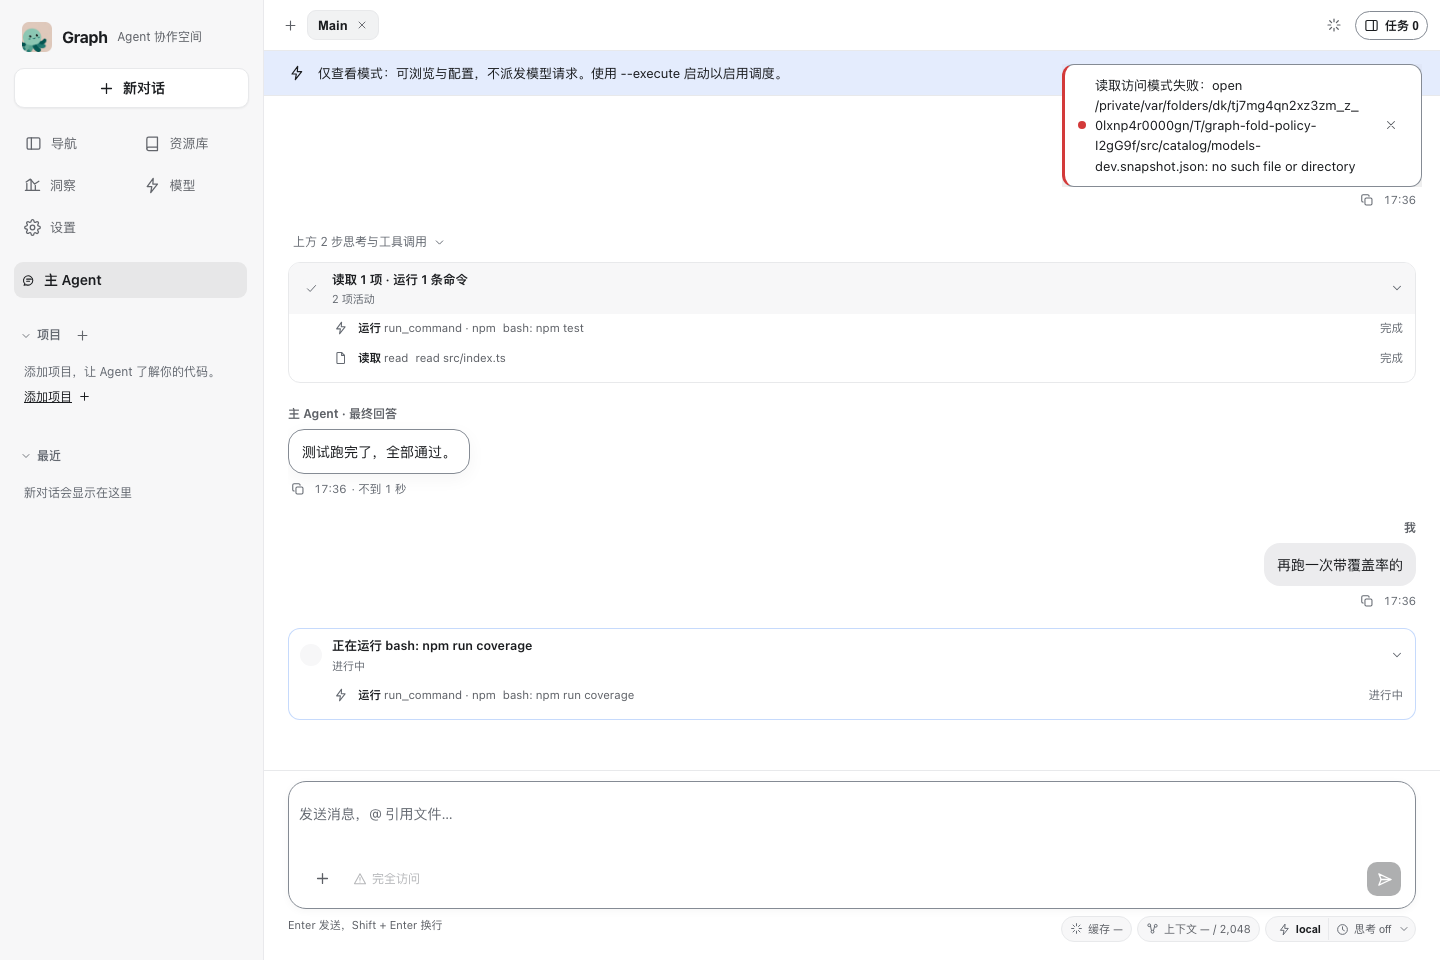 Graph Agent 协作空间
新对话
导航
资源库
洞察
模型
设置
主 Agent
项目
添加项目，让 Agent 了解你的代码。
添加项目
最近
新对话会显示在这里
Main
任务 0
仅查看模式：可浏览与配置，不派发模型请求。使用 --execute 启动以启用调度。
读取访问模式失败：open
/private/var/folders/dk/tj7mg4qn2xz3zm_z_
0lxnp4r0000gn/T/graph-fold-policy-
I2gG9f/src/catalog/models-
dev.snapshot.json: no such file or directory
17:36
上方 2 步思考与工具调用
读取 1 项 · 运行 1 条命令
2 项活动
运行 run_command · npm bash: npm test 完成
读取 read read src/index.ts 完成
主 Agent · 最终回答
测试跑完了，全部通过。
17:36 · 不到 1 秒
我
再跑一次带覆盖率的
17:36
正在运行 bash: npm run coverage
进行中
运行 run_command · npm bash: npm run coverage 进行中
发送消息，@ 引用文件...
完全访问
Enter 发送，Shift + Enter 换行
缓存 —
上下文 — / 2,048
local
思考 off